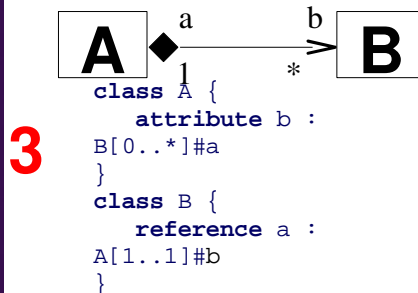 a b
A B
1 *
class A {
attribute b :
B[0..*]#a
}
3
class B {
reference a :
A[1..1]#b
}